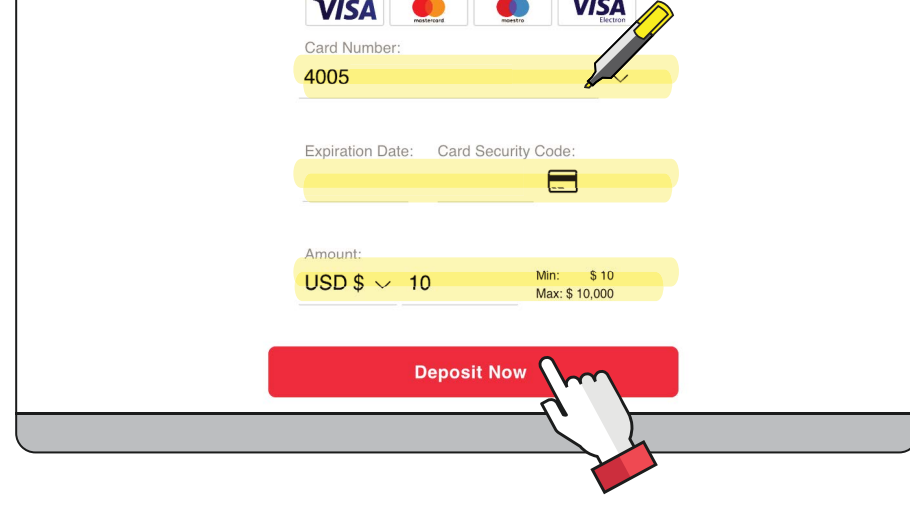 VISA mastercard maestro VISA Electron
Card Number:
4005
Expiration Date: Card Security Code:
Amount:
USD $ 10 Min: $ 10
Max: $ 10,000
Deposit Now